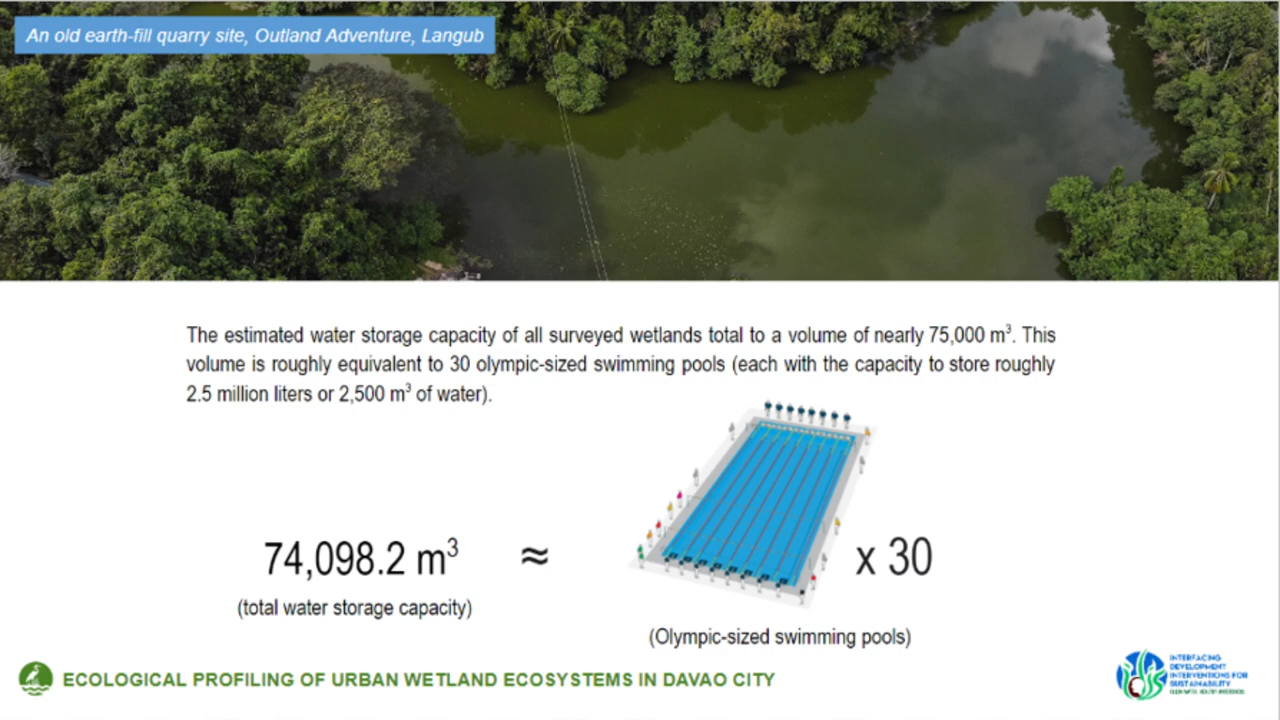 An old earth-fill quarry site, Outland Adventure, Langub
The estimated water storage capacity of all surveyed wetlands total to a volume of nearly 75,000 m³. This
volume is roughly equivalent to 30 olympic-sized swimming pools (each with the capacity to store roughly
2.5 million liters or 2,500 m³ of water).
74,098.2 m³ ≈ x 30
(total water storage capacity)
(Olympic-sized swimming pools)
ECOLOGICAL PROFILING OF URBAN WETLAND ECOSYSTEMS IN DAVAO CITY
INTERFACING
DEVELOPMENT
INTERVENTIONS FOR
SUSTAINABILITY